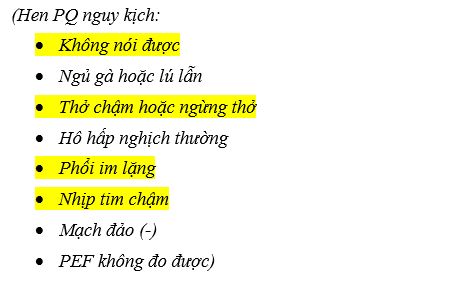 (Hen PQ nguy kịch:
• Không nói được
• Ngủ gà hoặc lú lẫn
• Thở chậm hoặc ngừng thở
• Hô hấp nghịch thường
• Phổi im lặng
• Nhịp tim chậm
• Mạch đảo (-)
• PEF không đo được)